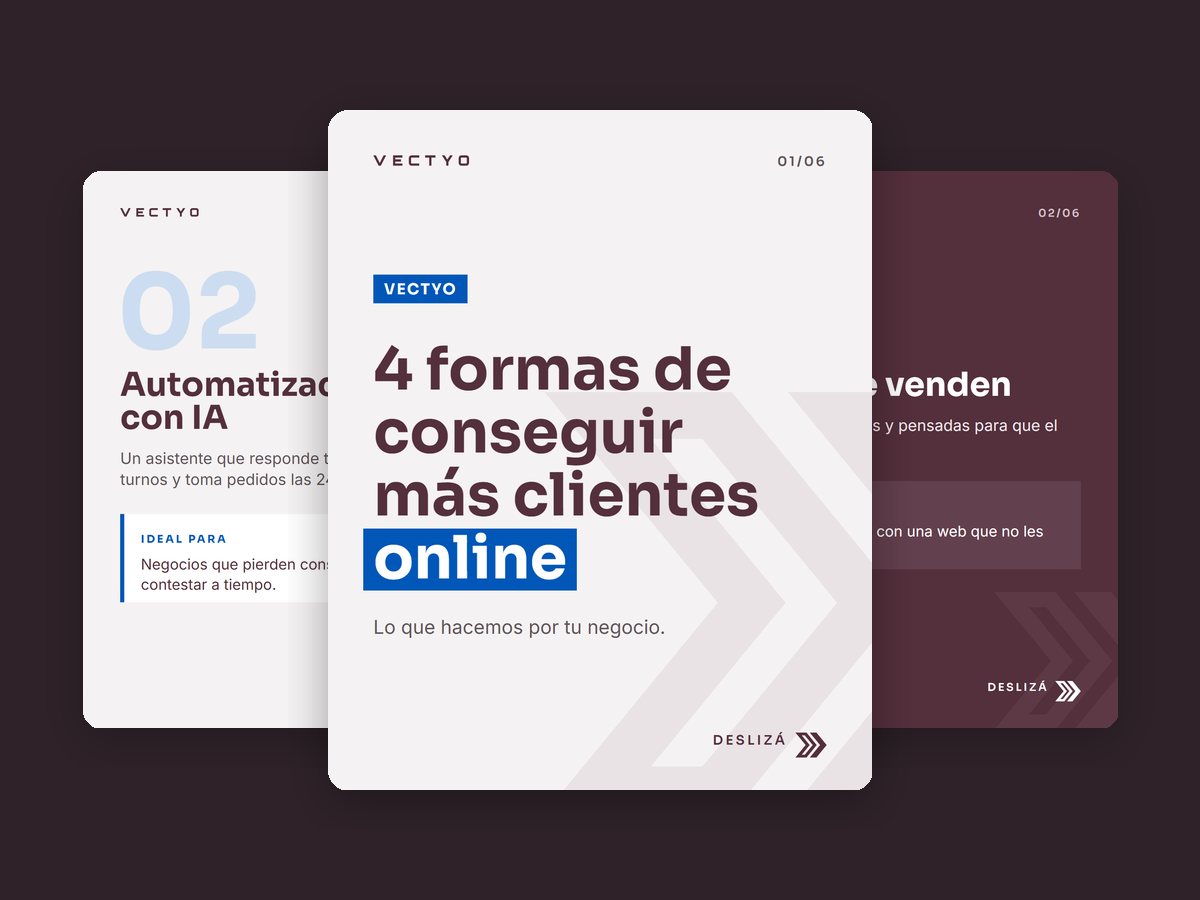 VECTYO
02
Automatizac
con IA
Un asistente que responde t
turnos y toma pedidos las 24
IDEAL PARA
Negocios que pierden cons
contestar a tiempo.
VECTYO
01/06
VECTYO
4 formas de
conseguir
más clientes
online
Lo que hacemos por tu negocio.
DESLIZÁ
02/06
e venden
s y pensadas para que el
con una web que no les
DESLIZÁ